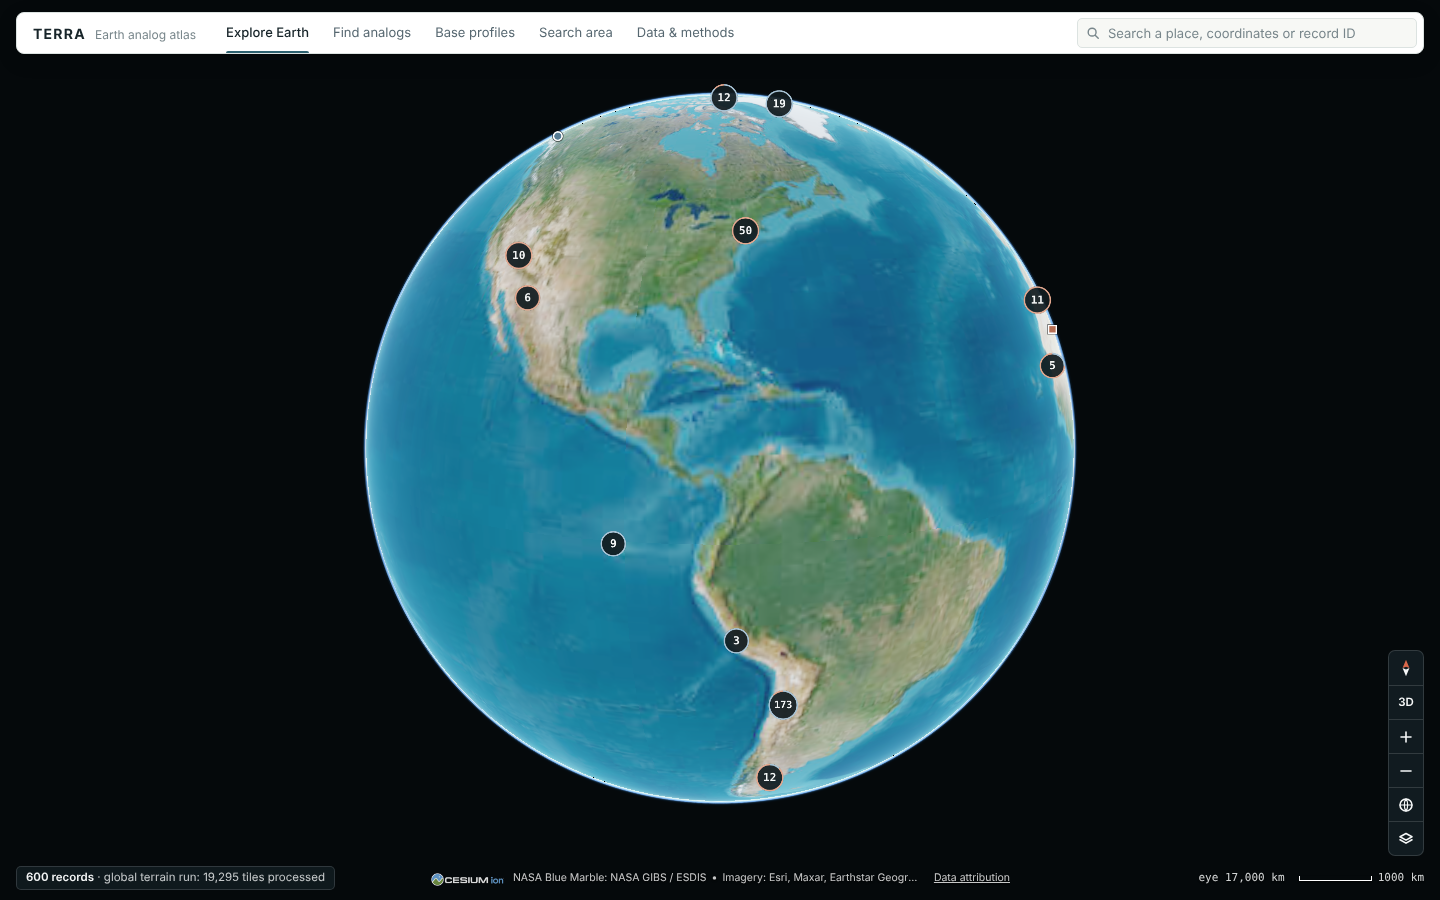 TERRA Earth analog atlas Explore Earth Find analogs Base profiles Search area Data & methods Search a place, coordinates or record ID
12
19
50
10
6
11
5
9
3
173
12
3D
600 records · global terrain run: 19,295 tiles processed
CESIUM ion NASA Blue Marble: NASA GIBS / ESDIS • Imagery: Esri, Maxar, Earthstar Geogr... Data attribution
eye 17,000 km 1000 km